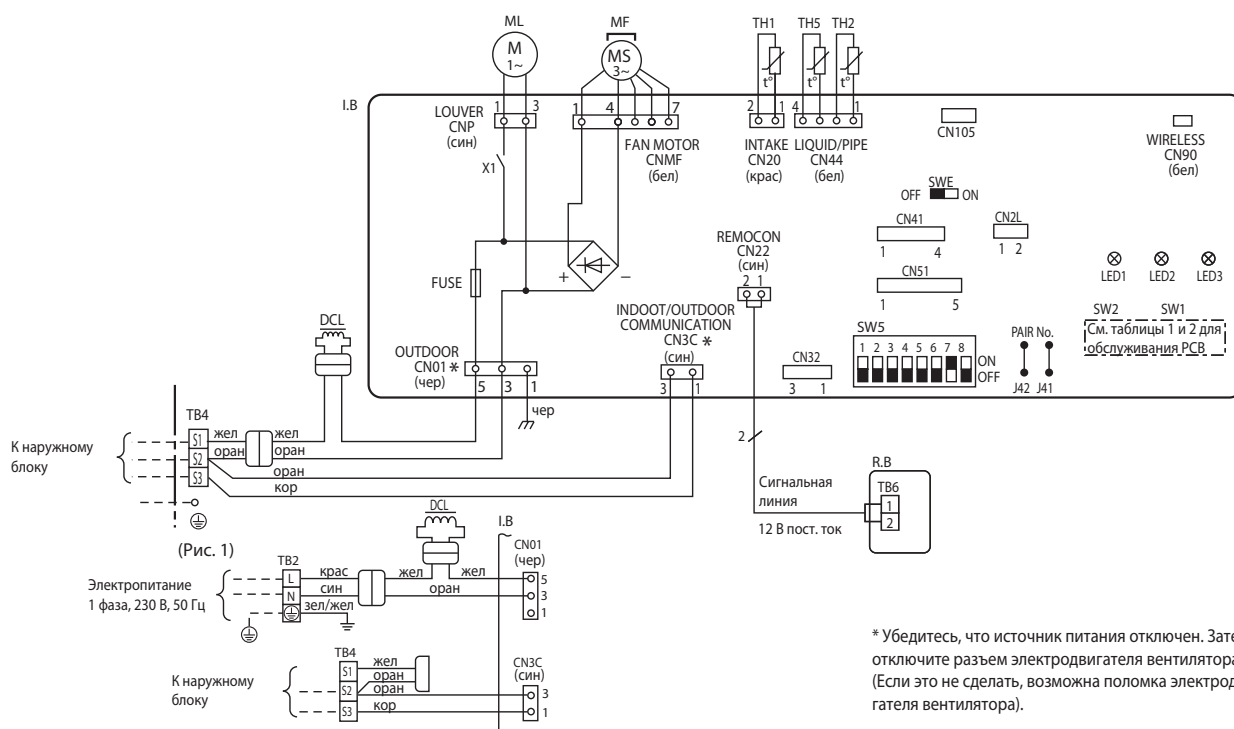 ML
MF
TH1 TH5 TH2
M
1~
MS
3~
t° t° t°
I.B
LOUVER
CNP
(син)
1 3
1 4 7
2 1
4 1
FAN MOTOR
CNMF
(бел)
INTAKE
CN20
(крас)
LIQUID/PIPE
CN44
(бел)
CN105
WIRELESS
CN90
(бел)
X1
SWE
OFF ON
CN41
1 4
CN2L
1 2
REMOCON
CN22
(син)
2 1
CN51
1 5
LED1 LED2 LED3
FUSE
+ −
DCL
INDOOT/OUTDOOR
COMMUNICATION
CN3C *
(син)
3 1
OUTDOOR
CN01 *
(чер)
5 3 1
чер
CN32
3 1
SW5
1 2 3 4 5 6 7 8
ON
OFF
PAIR No.
J42 J41
SW2 SW1
См. таблицы 1 и 2 для
обслуживания PCB
TB4
К наружному
блоку
S1 жел жел
S2 оран оран
S3 оран
кор
2
Сигнальная
линия
12 В пост. ток
R.B
TB6
1
2
(Рис. 1)
DCL
I.B
CN01
(чер)
TB2
Электропитание
1 фаза, 230 В, 50 Гц
L крас жел жел 5
N син оран 3
зел/жел 1
TB4
К наружному
блоку
S1 жел
оран
S2 оран
S3 кор
CN3C
(син)
3
1
* Убедитесь, что источник питания отключен. Зате
отключите разъем электродвигателя вентилятора
(Если это не сделать, возможна поломка электрод
гателя вентилятора).